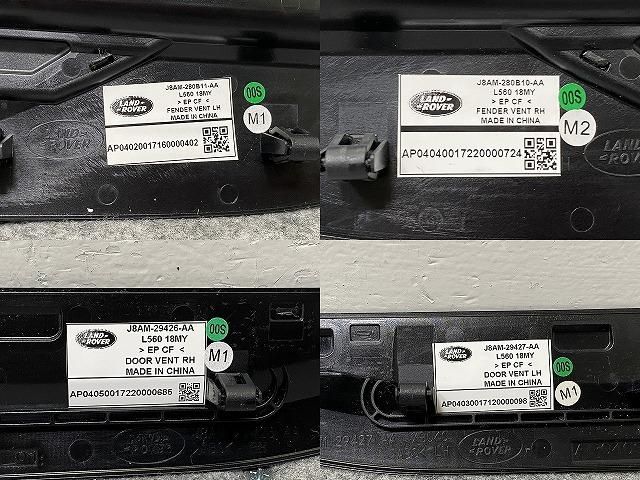 LAND
ROVER
J8AM-280B11-AA
L560 18MY
> EP CF <
FENDER VENT LH
MADE IN CHINA
AP04020017160000402
00S
M1
LAND
ROVER
J8AM-280B10-AA
L560 18MY
> EP CF <
FENDER VENT RH
MADE IN CHINA
AP04040017220000724
00S
M2
LAND
ROVER
LAND
ROVER
J8AM-29426-AA
L560 18MY
> EP CF <
DOOR VENT RH
MADE IN CHINA
AP04050017220000685
00S
M1
LAND
ROVER
LAND
ROVER
J8AM-29427-AA
L560 18MY
> EP CF <
DOOR VENT LH
MADE IN CHINA
AP04030017120000098
00S
M1
LAND
ROVER